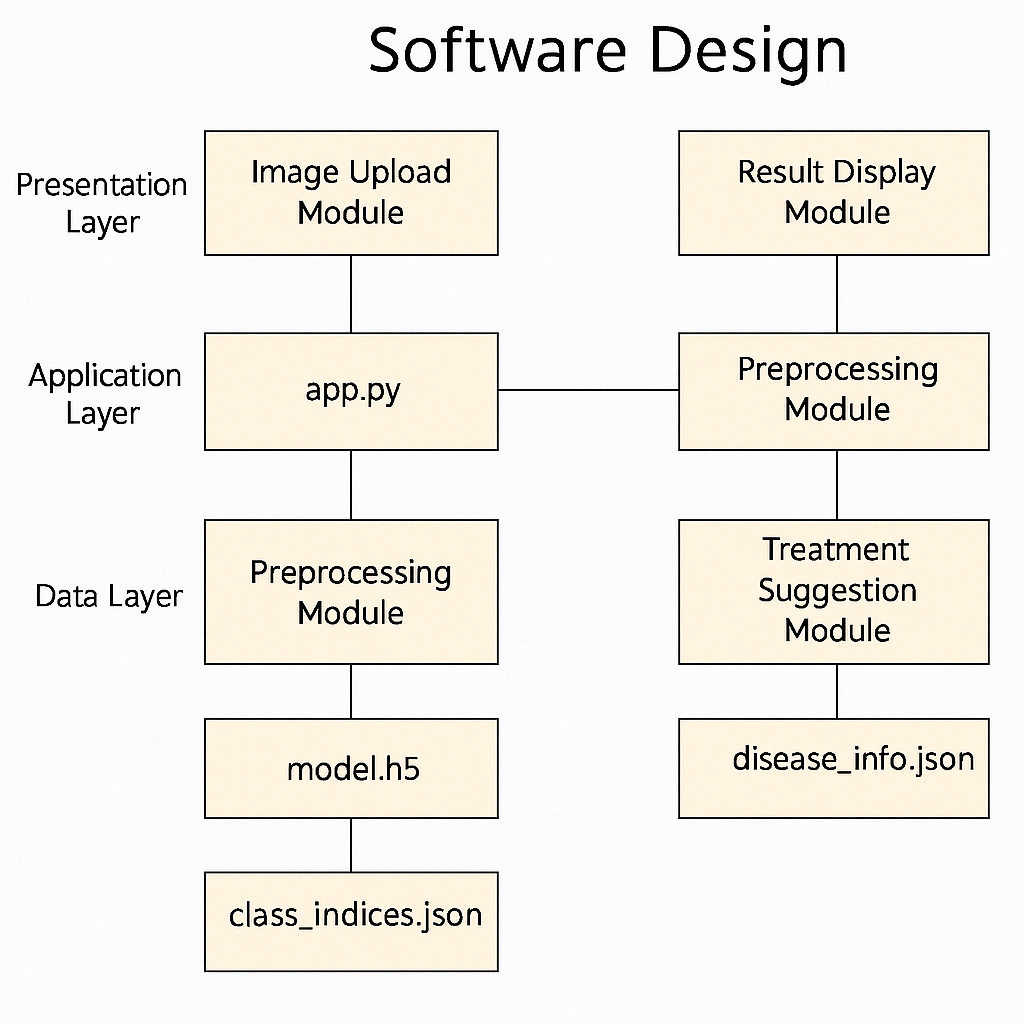 Software Design
Presentation
Layer
Image Upload
Module
Result Display
Module
Application
Layer
app.py
Preprocessing
Module
Data Layer
Preprocessing
Module
Treatment
Suggestion
Module
model.h5
disease_info.json
class_indices.json